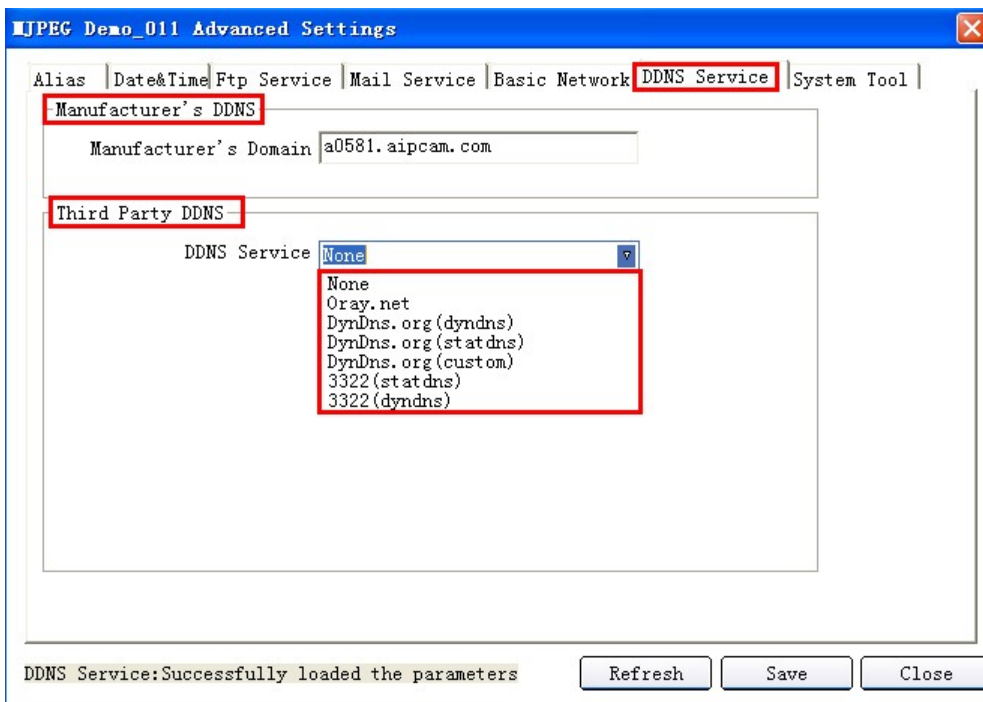 MJPEG Demo_011 Advanced Settings
Alias Date&Time Ftp Service Mail Service Basic Network DDNS Service System Tool
Manufacturer's DDNS
Manufacturer's Domain a0581.aipcam.com
Third Party DDNS
DDNS Service None
None
Oray.net
DynDns.org(dyndns)
DynDns.org(statdns)
DynDns.org(custom)
3322(statdns)
3322(dyndns)
DDNS Service:Successfully loaded the parameters Refresh Save Close